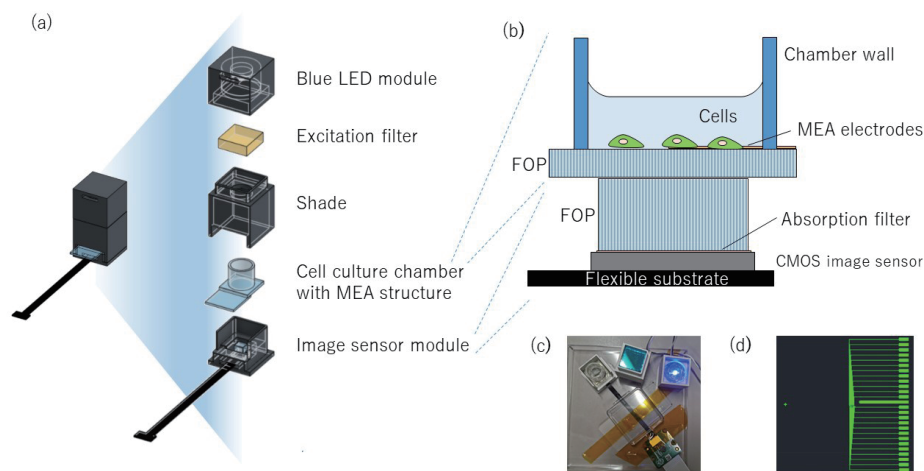 (a)
Blue LED module
Excitation filter
Shade
Cell culture chamber
with MEA structure
Image sensor module
(b)
Chamber wall
Cells
MEA electrodes
FOP
FOP
Absorption filter
CMOS image sensor
Flexible substrate
(c)
(d)